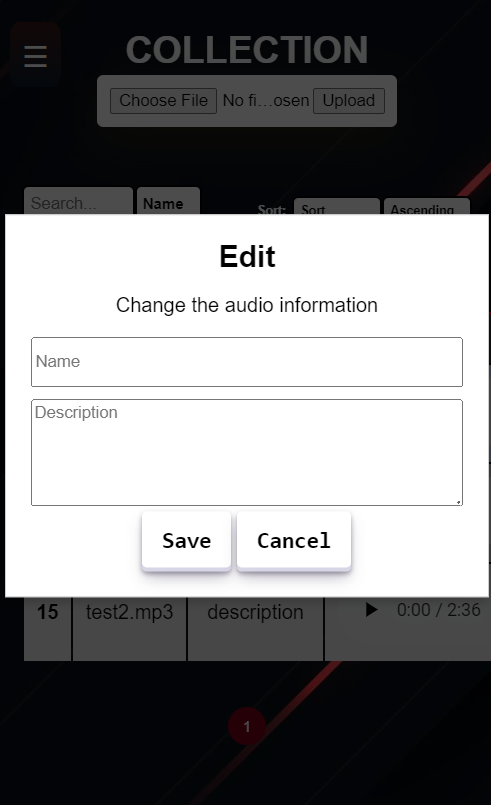 ☰ COLLECTION
Choose File No fi...osen Upload
Search... Name Sort: Sort Ascending
Edit
Change the audio information
Name
Description
Save Cancel
15 test2.mp3 description 0:00 / 2:36
1